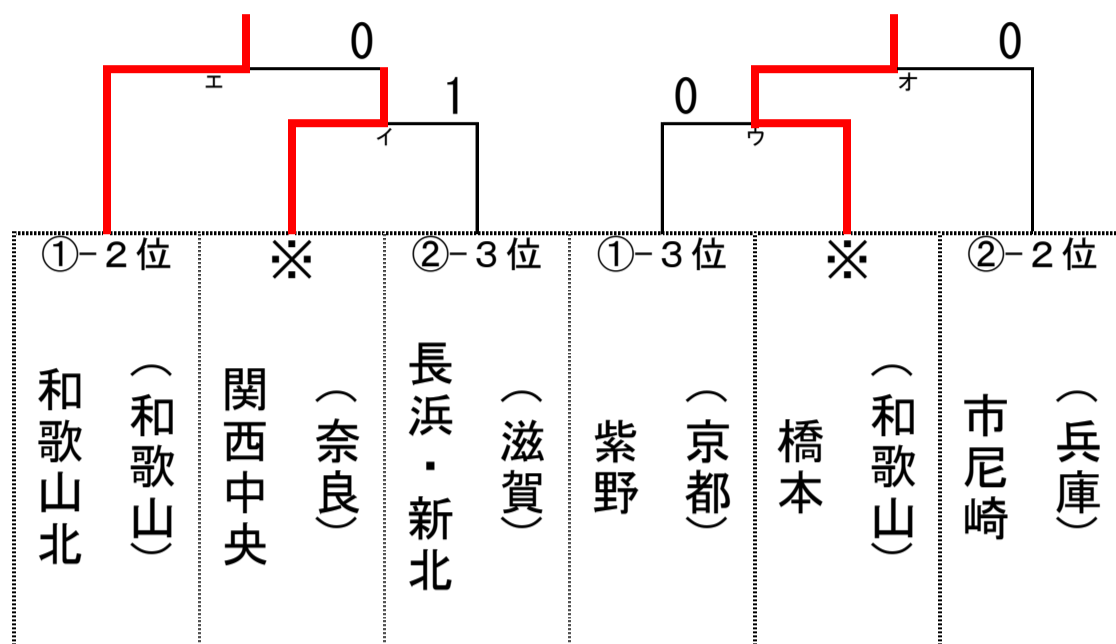 0
0
エ
オ
1
0
イ
ウ
①-２位
※
②-３位
①-３位
※
②-２位
和歌山北
（和歌山）
関西中央
（奈良）
長浜・新北
（滋賀）
紫野
（京都）
橋本
（和歌山）
市尼崎
（兵庫）